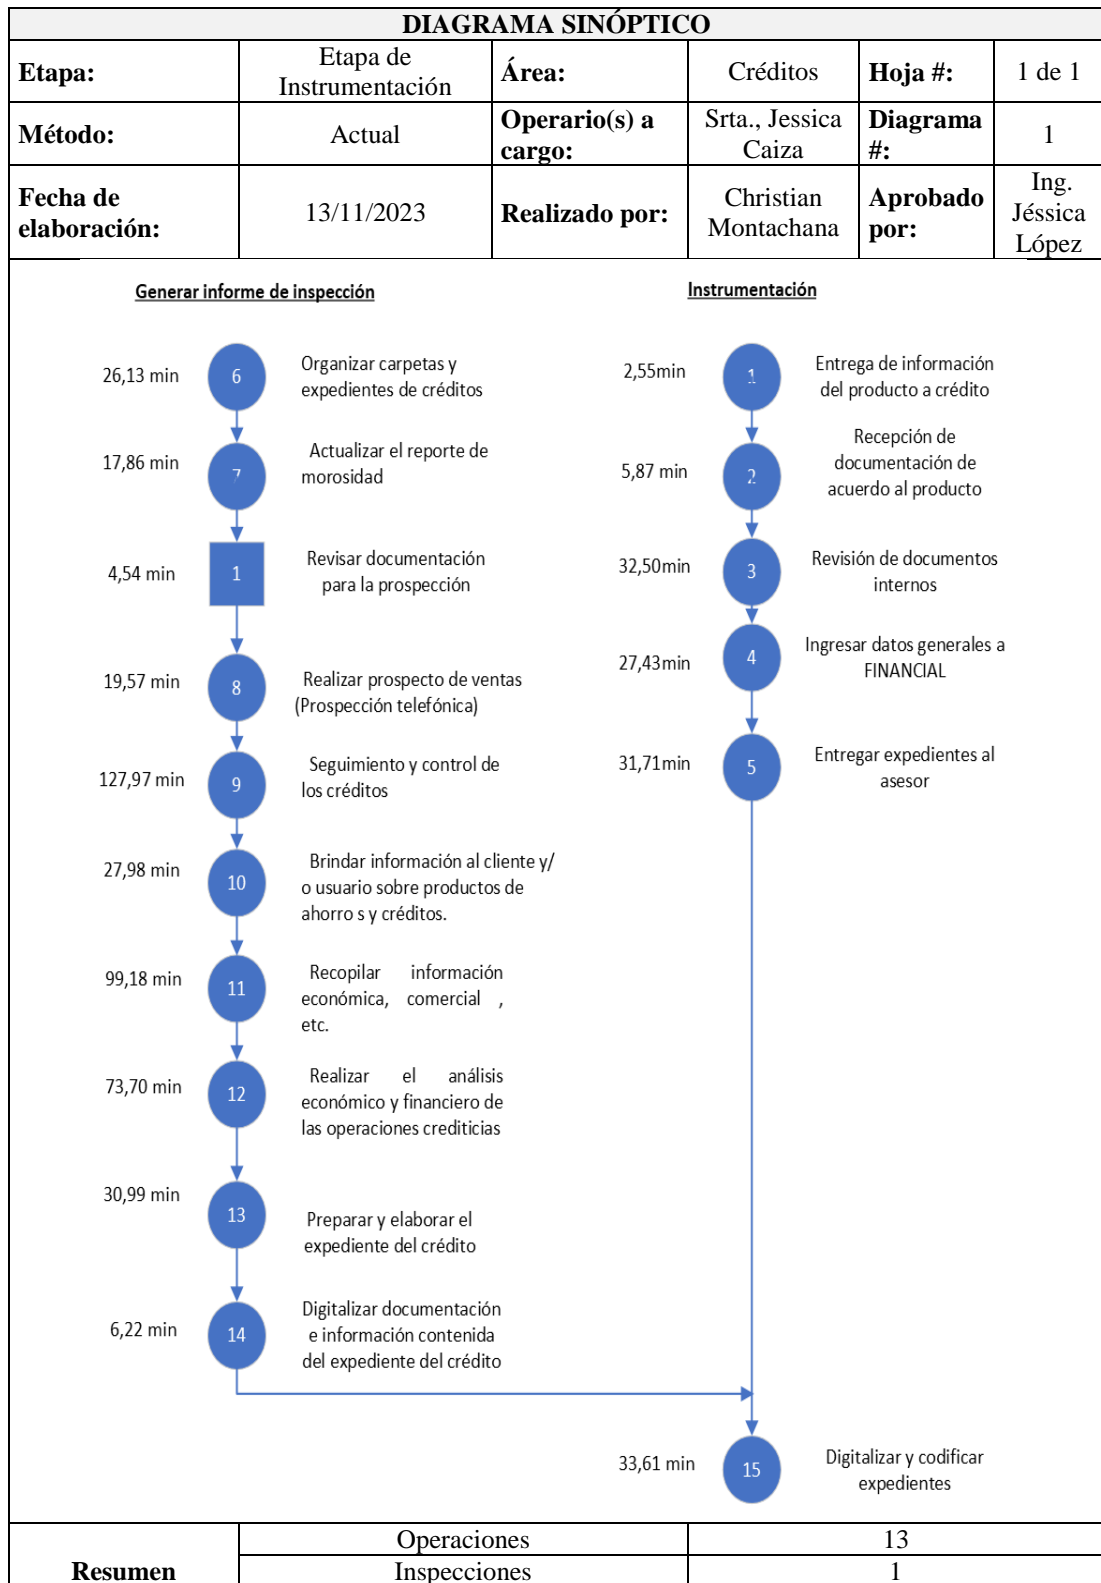 DIAGRAMA SINÓPTICO
Etapa:
Etapa de
Instrumentación
Área:
Créditos
Hoja #:
1 de 1
Método:
Actual
Operario(s) a
cargo:
Srta., Jessica
Caiza
Diagrama
#:
1
Fecha de
elaboración:
13/11/2023
Realizado por:
Christian
Montachana
Aprobado
por:
Ing.
Jéssica
López
Generar informe de inspección
26,13 min
6
Organizar carpetas y
expedientes de créditos
17,86 min
7
Actualizar el reporte de
morosidad
4,54 min
1
Revisar documentación
para la prospección
19,57 min
8
Realizar prospecto de ventas
(Prospección telefónica)
127,97 min
9
Seguimiento y control de
los créditos
27,98 min
10
Brindar información al cliente y/
o usuario sobre productos de
ahorro s y créditos.
99,18 min
11
Recopilar información
económica, comercial ,
etc.
73,70 min
12
Realizar el análisis
económico y financiero de
las operaciones crediticias
30,99 min
13
Preparar y elaborar el
expediente del crédito
6,22 min
14
Digitalizar documentación
e información contenida
del expediente del crédito
Instrumentación
2,55min
1
Entrega de información
del producto a crédito
5,87 min
2
Recepción de
documentación de
acuerdo al producto
32,50min
3
Revisión de documentos
internos
27,43min
4
Ingresar datos generales a
FINANCIAL
31,71min
5
Entregar expedientes al
asesor
33,61 min
15
Digitalizar y codificar
expedientes
Resumen
Operaciones
13
Inspecciones
1